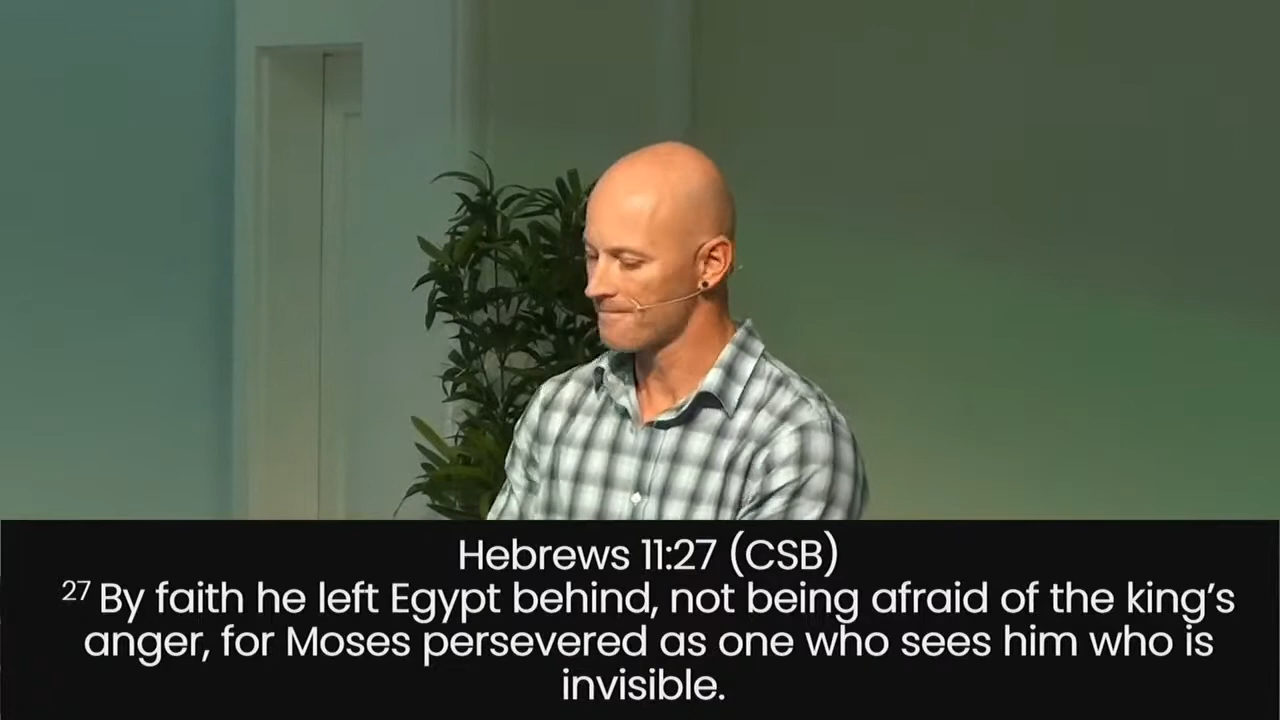 Hebrews 11:27 (CSB)
27 By faith he left Egypt behind, not being afraid of the king’s
anger, for Moses persevered as one who sees him who is
invisible.